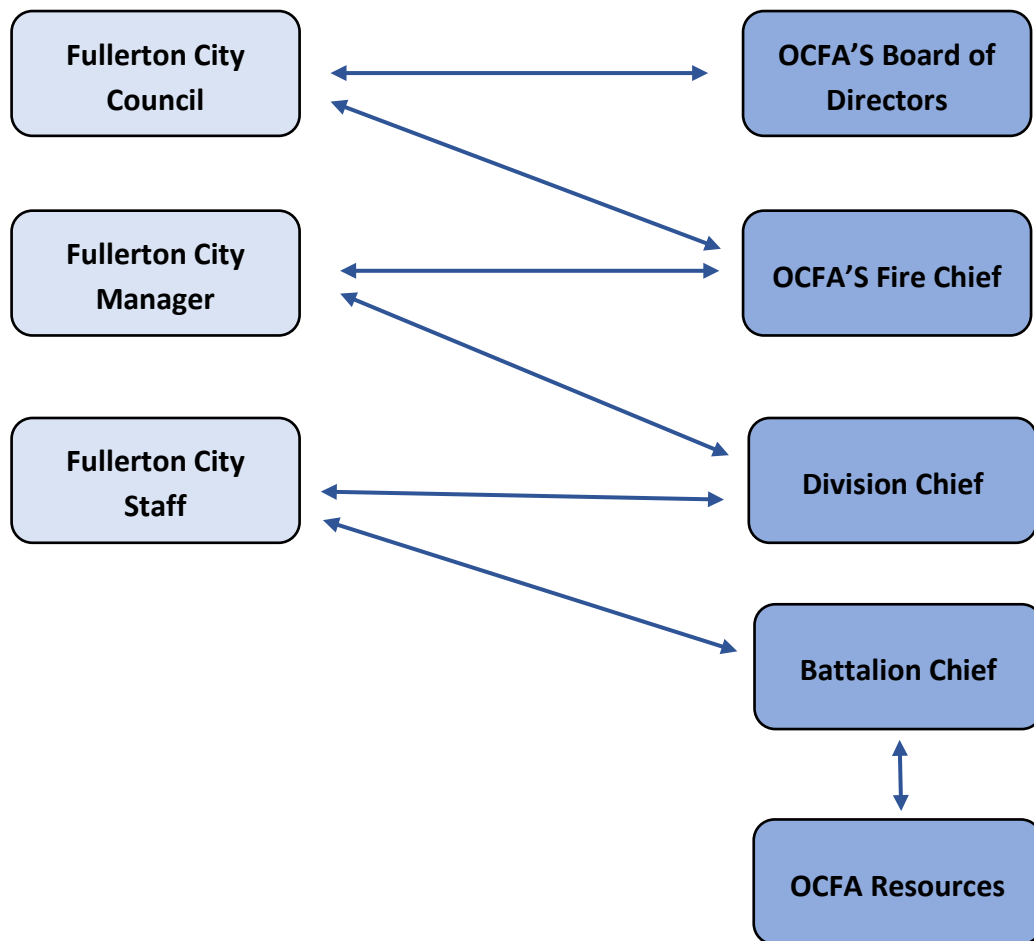 Fullerton City
Council
OCFA'S Board of
Directors
Fullerton City
Manager
OCFA'S Fire Chief
Fullerton City
Staff
Division Chief
Battalion Chief
OCFA Resources